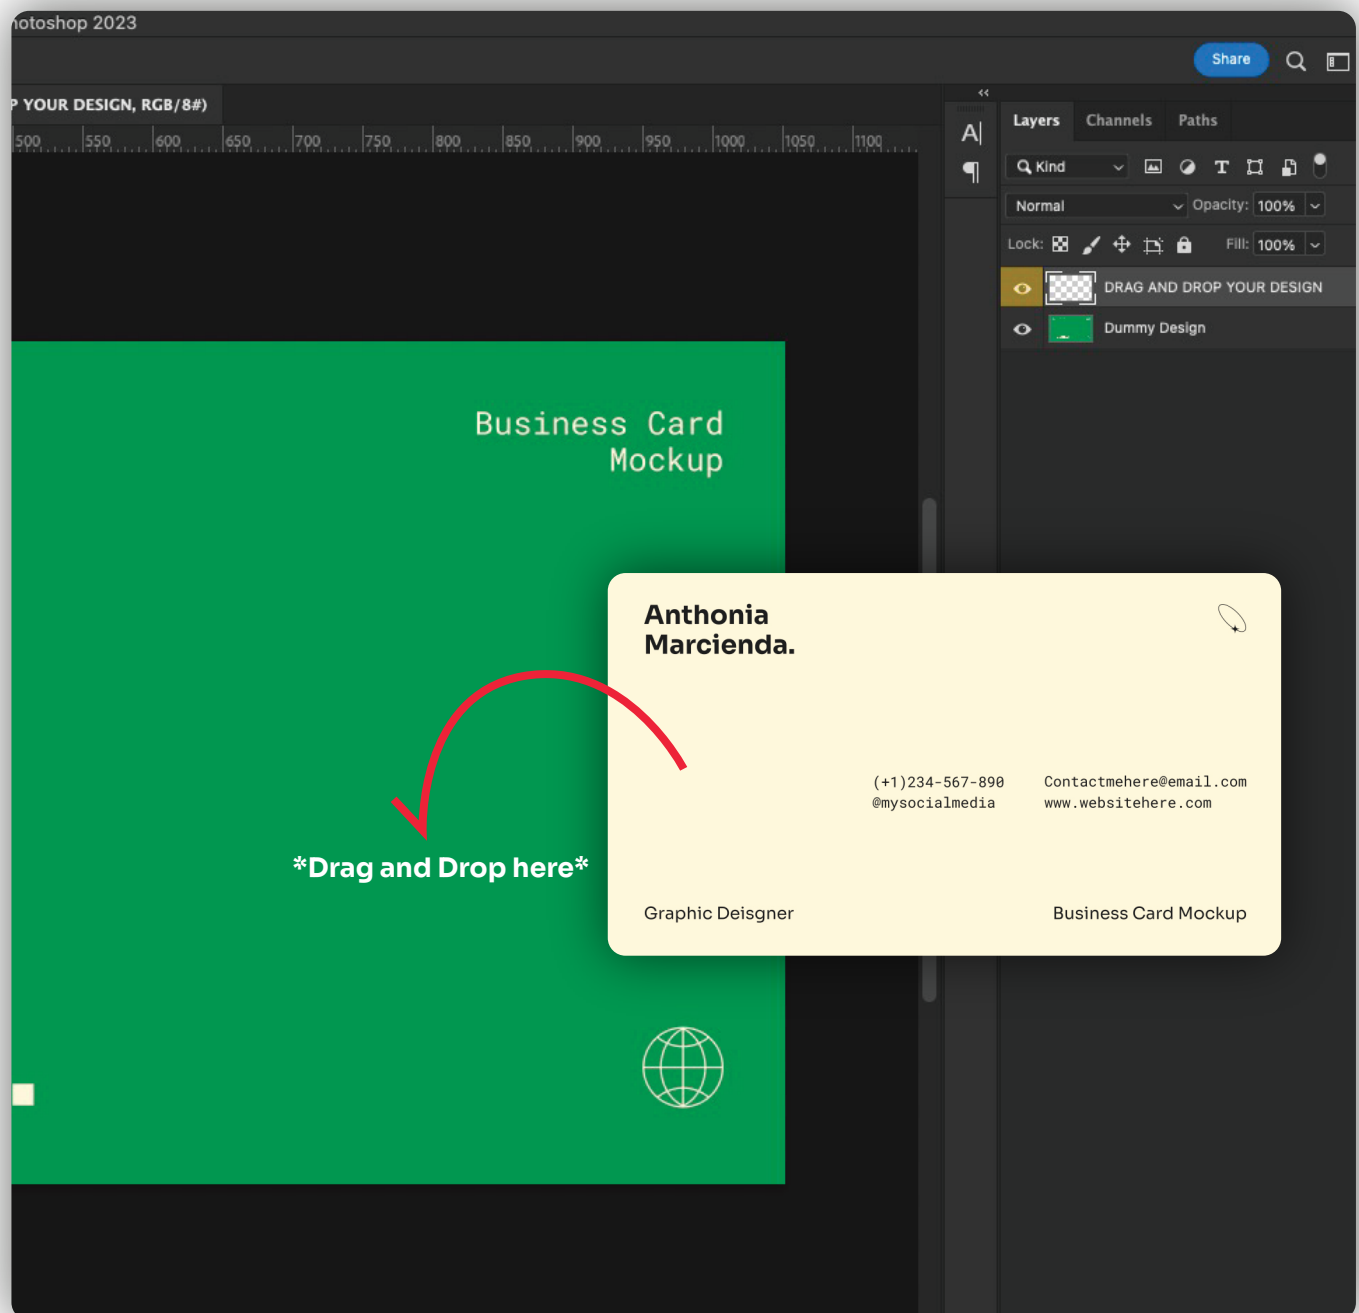 Photoshop 2023
Share
P YOUR DESIGN, RGB/8#)
500 550 600 650 700 750 800 850 900 950 1000 1050 1100
A
Layers Channels Paths
Kind
T
Normal Opacity: 100%
Lock: Fill: 100%
DRAG AND DROP YOUR DESIGN
Dummy Design
Business Card
Mockup
Anthonia
Marcienda.
(+1)234-567-890 Contactmehere@email.com
@mysocialmedia www.websitehere.com
*Drag and Drop here*
Graphic Deisgner Business Card Mockup